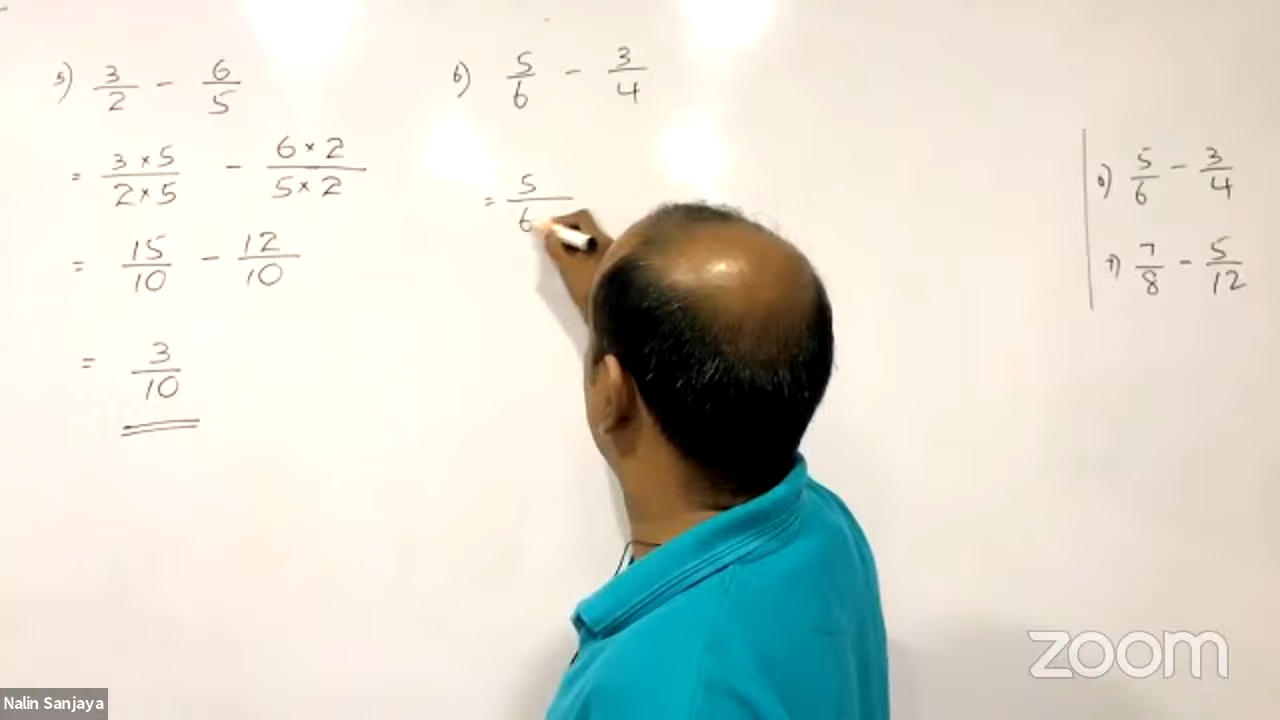 5) 3/2 - 6/5
= 3 × 5 / 2 × 5 - 6 × 2 / 5 × 2
= 15/10 - 12/10
= 3/10
6) 5/6 - 3/4
= 5/6
6) 5/6 - 3/4
7) 7/8 - 5/12
zoom
Nalin Sanjaya